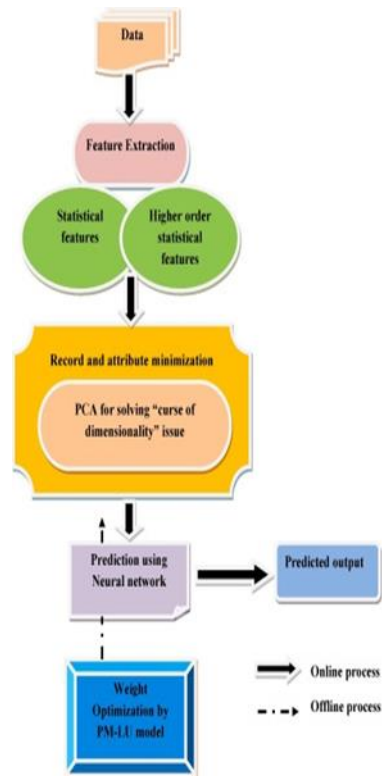 Data
Feature Extraction
Statistical
features
Higher order
statistical
features
Record and attribute minimization
PCA for solving “curse of
dimensionality” issue
Prediction using
Neural network
Predicted output
Weight
Optimization by
PM-LU model
Online process
Offline process